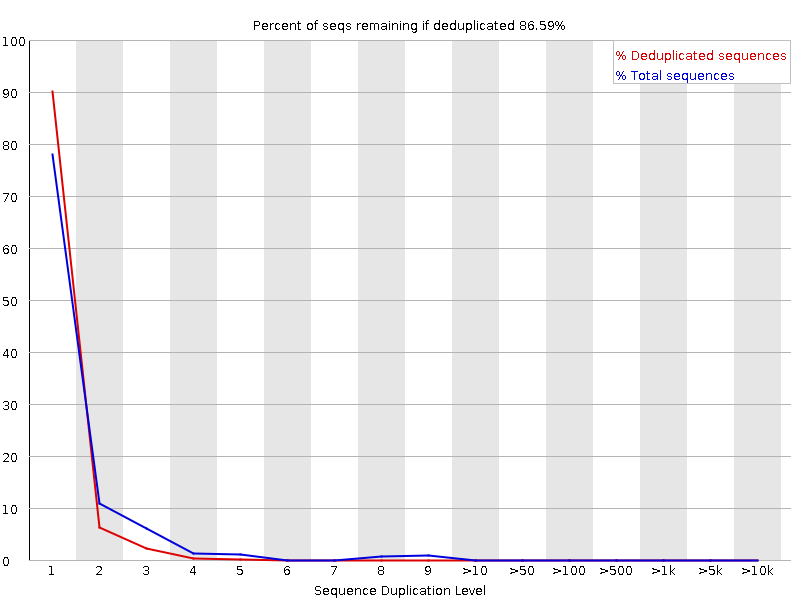 Percent of seqs remaining if deduplicated 86.59%
% Deduplicated sequences
% Total sequences
100
90
80
70
60
50
40
30
20
10
0
1 2 3 4 5 6 7 8 9 >10 >50 >100 >500 >1k >5k >10k
Sequence Duplication Level